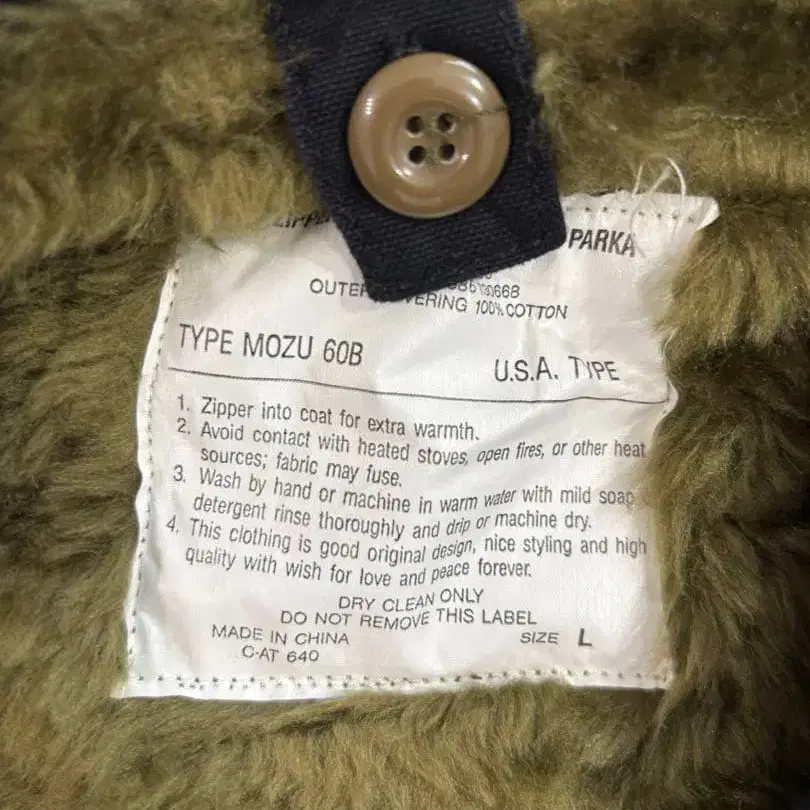 PARKA
100% COTTON
TYPE MOZU 60B
U.S.A. TYPE
1. Zipper into coat for extra warmth.
2. Avoid contact with heated stoves, open fires, or other heat
sources; fabric may fuse.
3. Wash by hand or machine in warm water with mild soap
detergent rinse thoroughly and drip or machine dry.
4. This clothing is good original design, nice styling and high
quality with wish for love and peace forever.
DRY CLEAN ONLY
DO NOT REMOVE THIS LABEL
MADE IN CHINA
SIZE L
C-AT 640